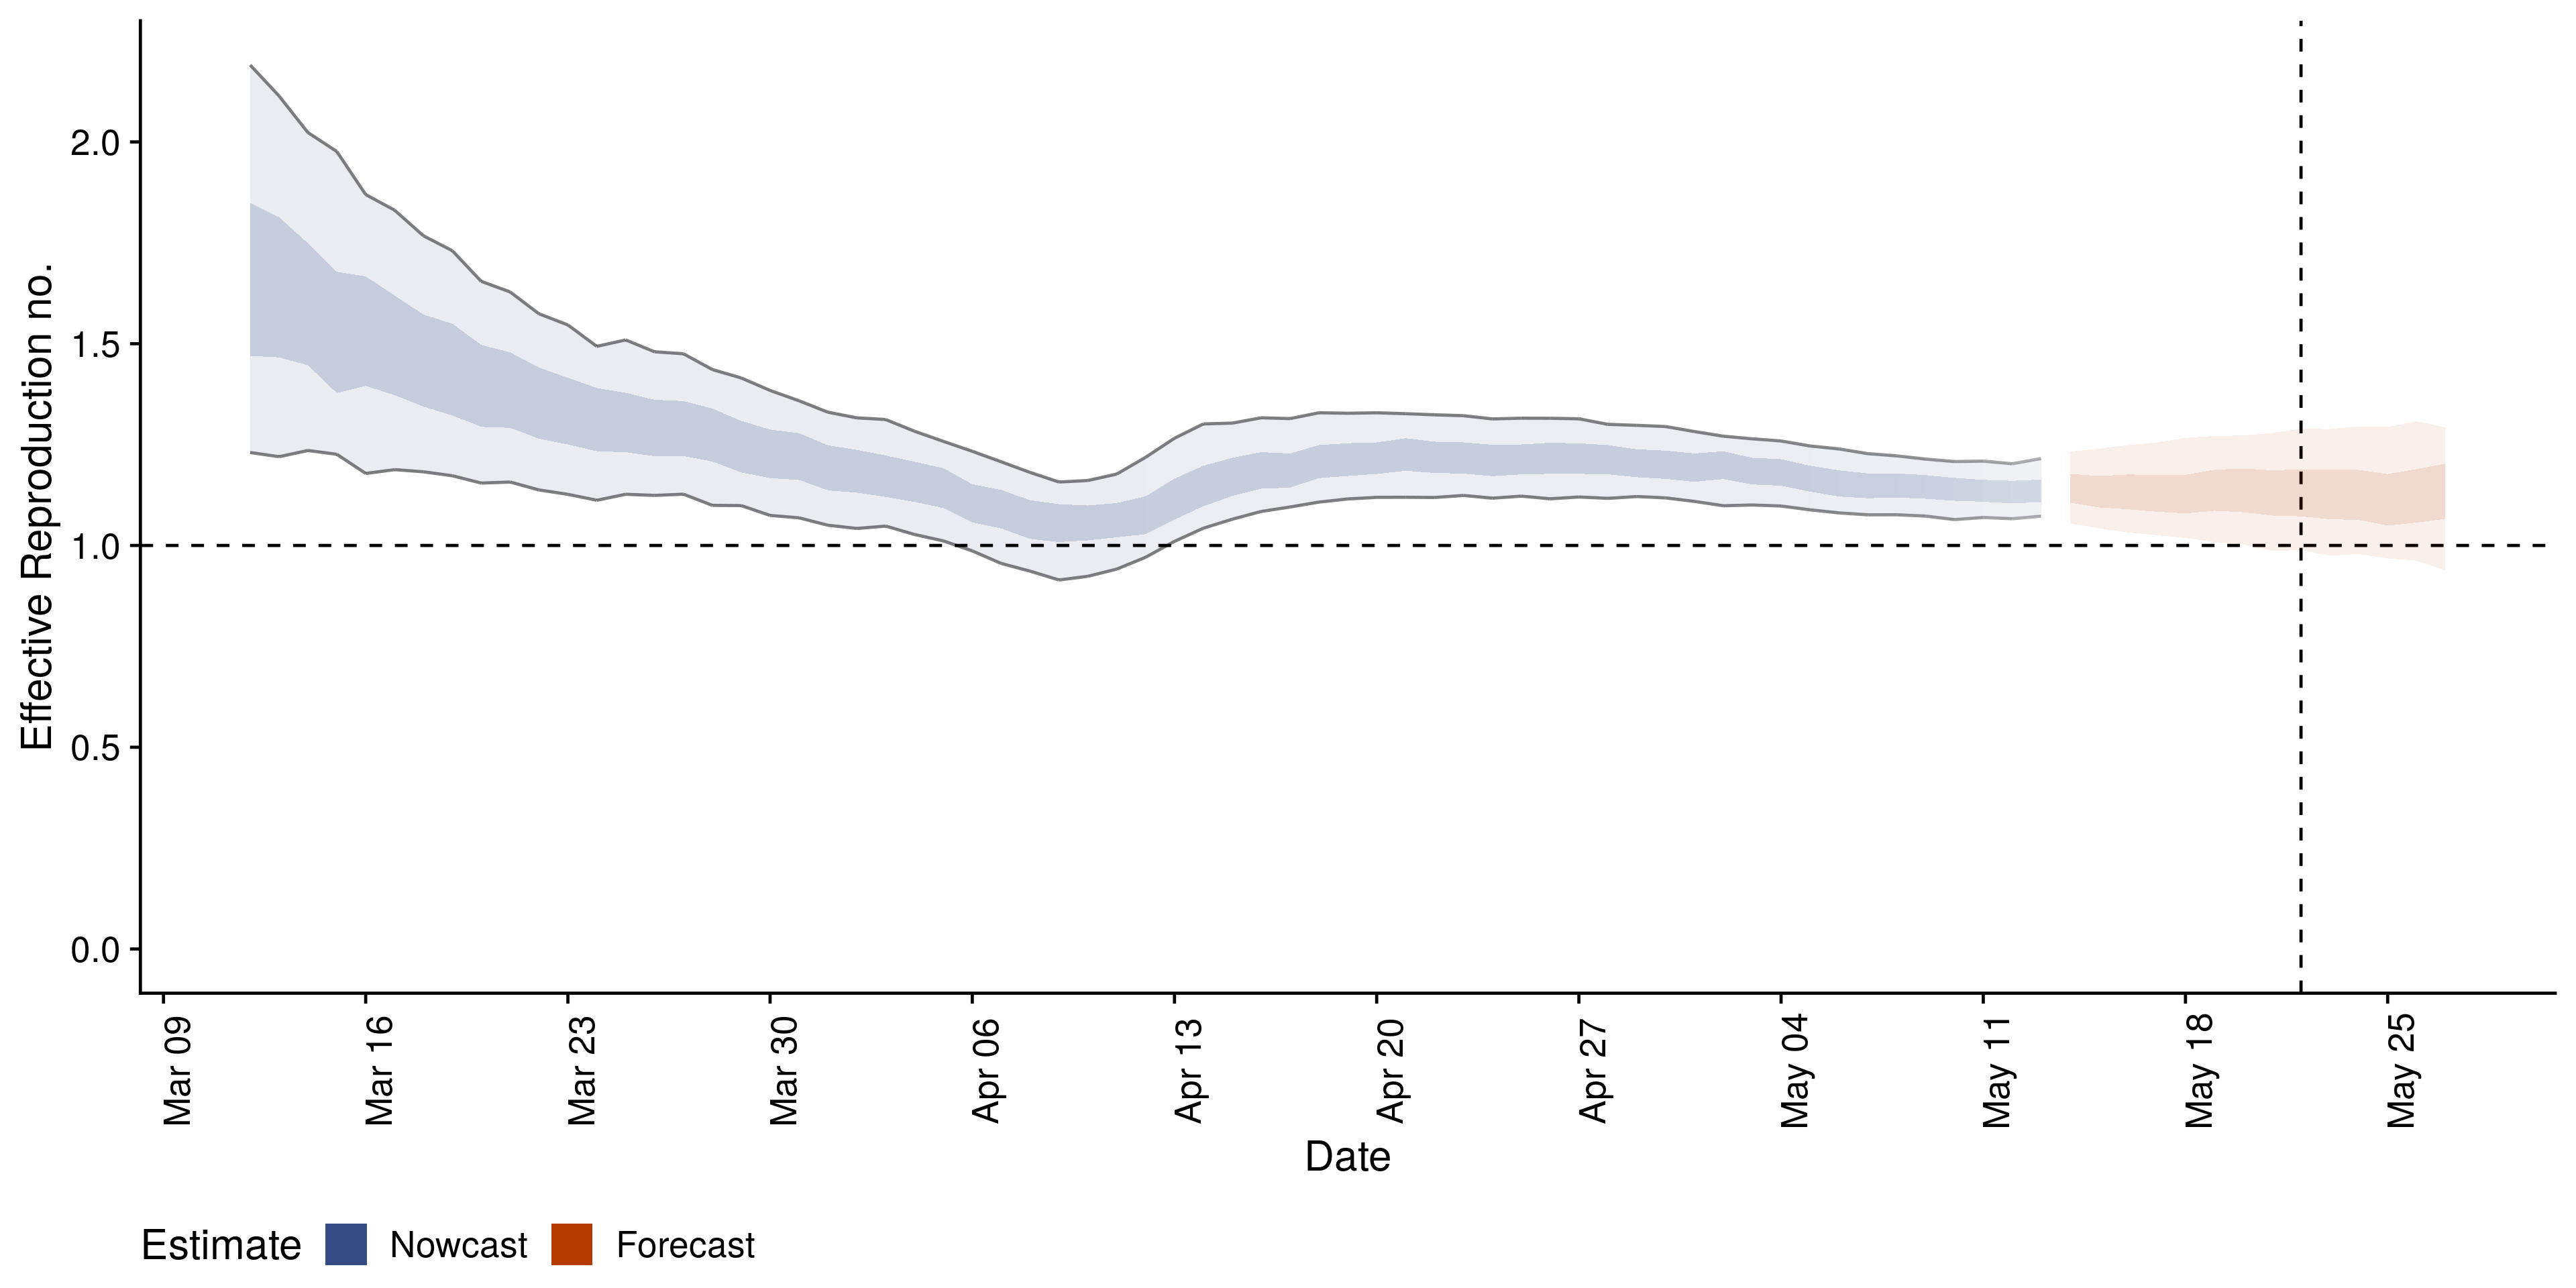 Effective Reproduction no.
2.0
1.5
1.0
0.5
0.0
Mar 09
Mar 16
Mar 23
Mar 30
Apr 06
Apr 13
Apr 20
Apr 27
May 04
May 11
May 18
May 25
Date
Estimate Nowcast Forecast